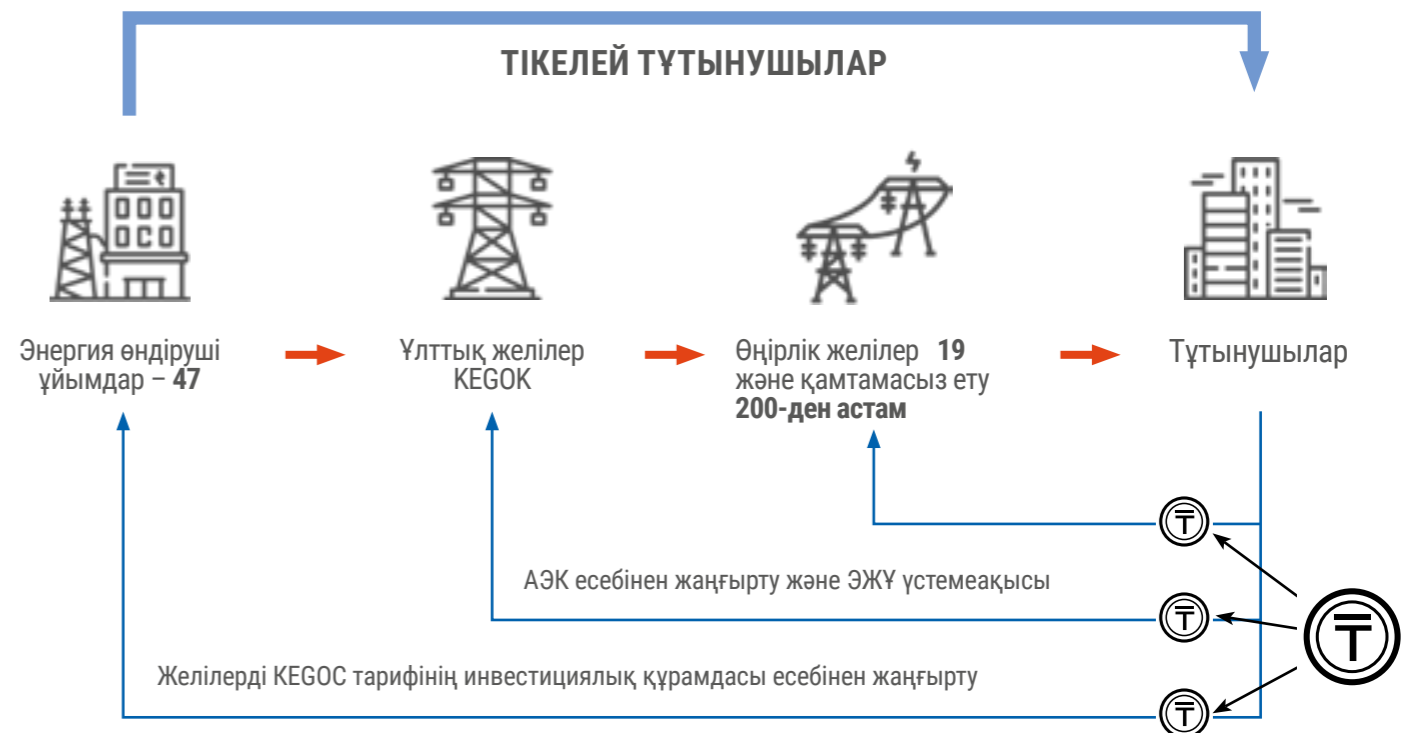 ТІКЕЛЕЙ ТҰТЫНУШЫЛАР
Энергия өндіруші
ұйымдар – 47
Ұлттық желілер
KEGOK
Өңірлік желілер 19
және қамтамасыз ету
200-ден астам
Тұтынушылар
АЭК есебінен жаңғырту және ЭЖҰ үстемеақысы
Желілерді KEGOC тарифінің инвестициялық құрамдасы есебінен жаңғырту
₸
₸
₸
₸